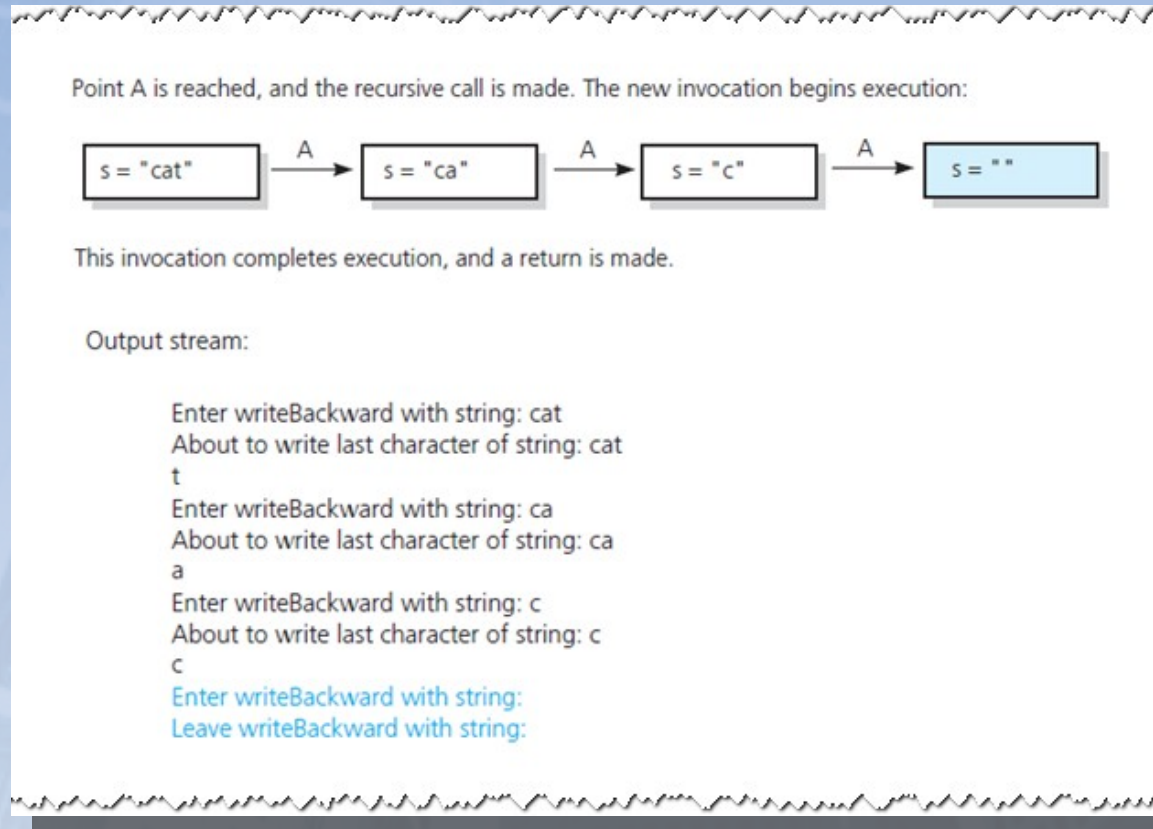 Point A is reached, and the recursive call is made. The new invocation begins execution:
A A A
s = "cat" s = "ca" s = "c" s = ""
This invocation completes execution, and a return is made.
Output stream:
Enter writeBackward with string: cat
About to write last character of string: cat
t
Enter writeBackward with string: ca
About to write last character of string: ca
a
Enter writeBackward with string: c
About to write last character of string: c
c
Enter writeBackward with string:
Leave writeBackward with string: